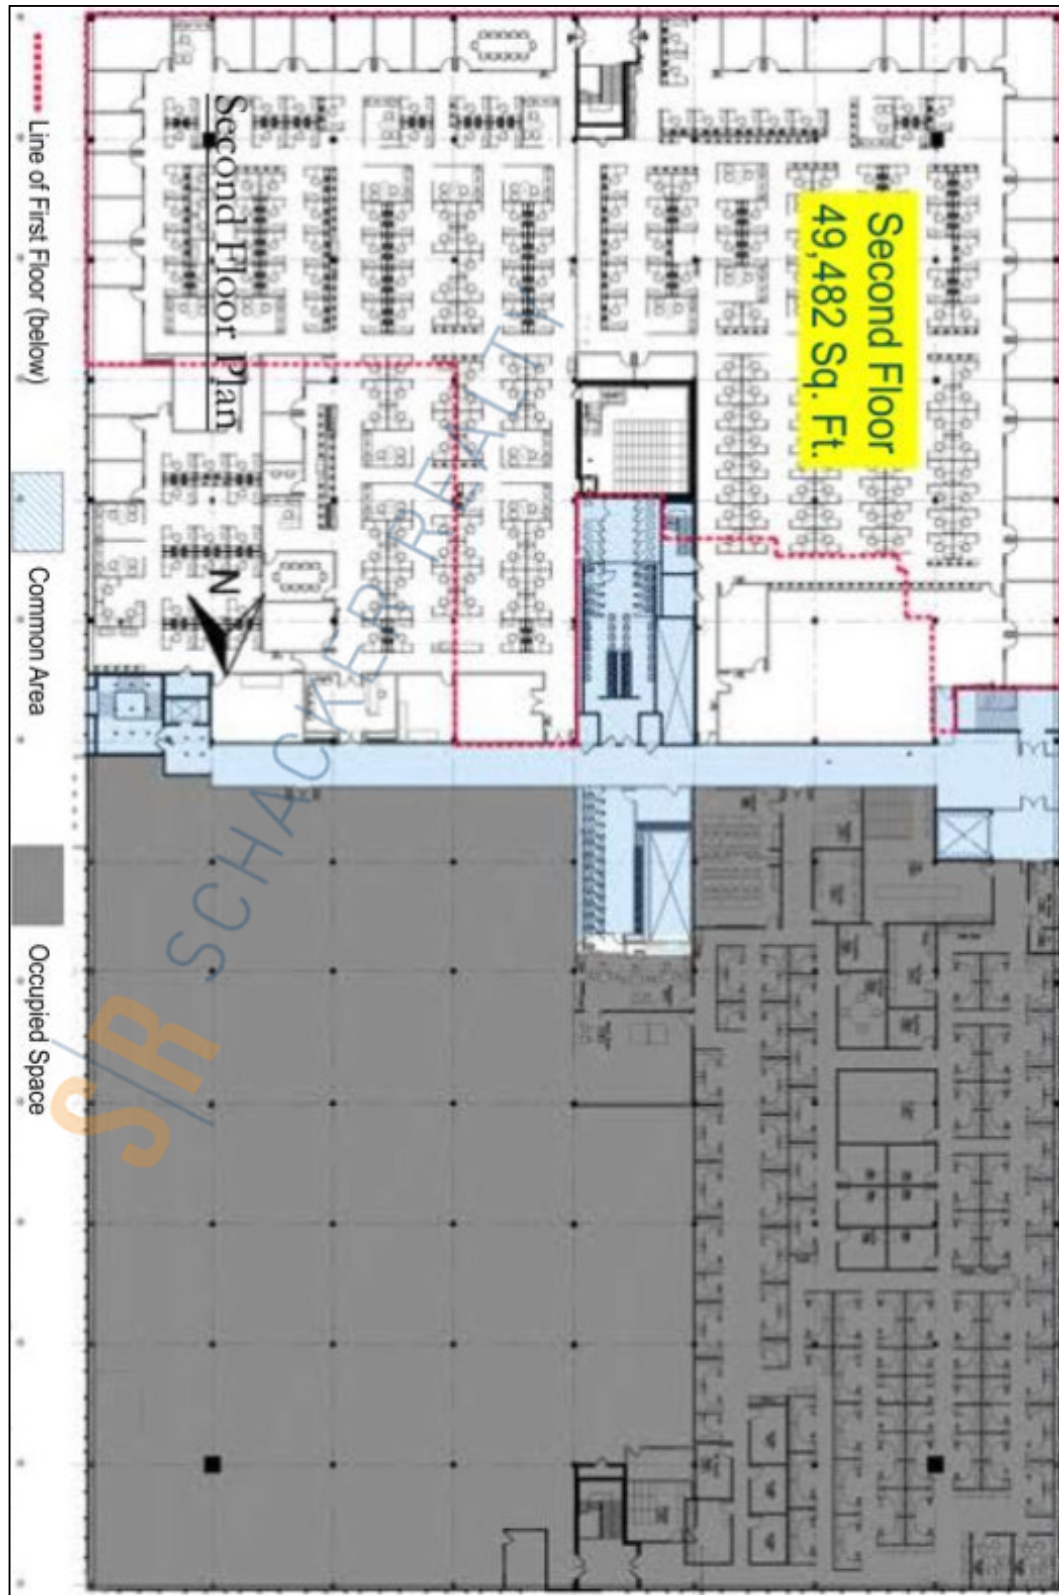 Second Floor
49,482 Sq. Ft.
Second Floor Plan
N
SCHACKER REALTY
S/R
Line of First Floor (below)
Common Area
Occupied Space